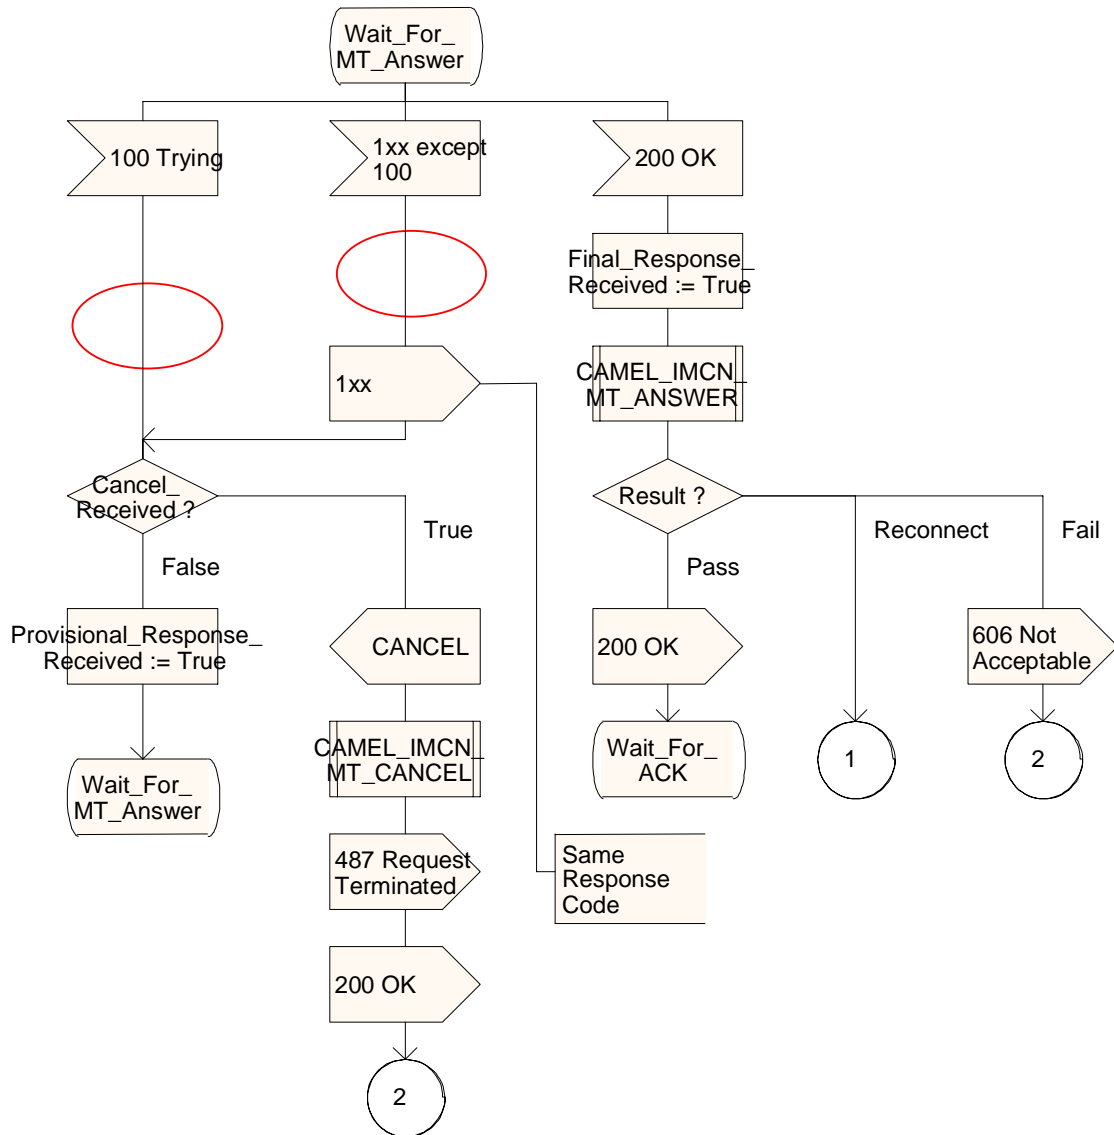 Wait_For_
MT_Answer
100 Trying
1xx except
100
200 OK
Final_Response_
Received := True
1xx
CAMEL_IMCN_
MT_ANSWER
Cancel_
Received ?
Result ?
True
Reconnect
Fail
False
Pass
Provisional_Response_
Received := True
CANCEL
200 OK
606 Not
Acceptable
CAMEL_IMCN_
MT_CANCEL
Wait_For_
ACK
1
2
Wait_For_
MT_Answer
487 Request
Terminated
Same
Response
Code
200 OK
2